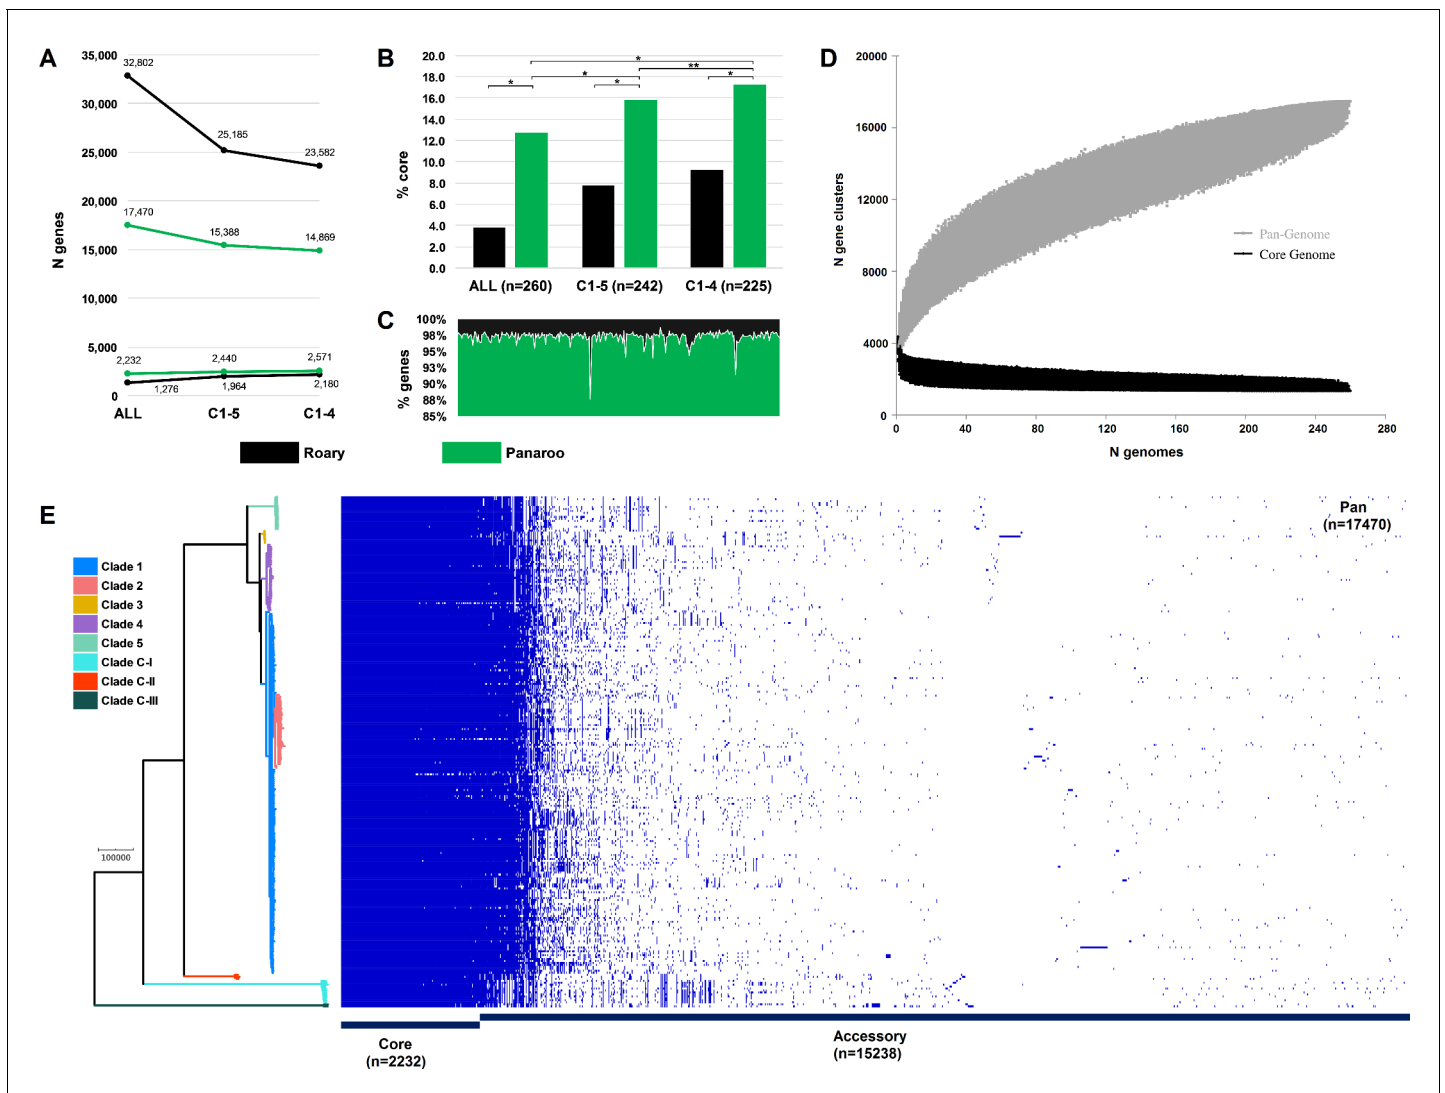 A
35,000
30,000
25,000
20,000
15,000
10,000
5,000
0
N genes
32,802
25,185
23,582
17,470
15,388
14,869
2,232
2,440
2,571
1,276
1,964
2,180
ALL
C1-5
C1-4
B
20.0
18.0
16.0
14.0
12.0
10.0
8.0
6.0
4.0
2.0
0.0
% core
*
**
*
*
*
*
ALL (n=260)
C1-5 (n=242)
C1-4 (n=225)
C
100%
98%
95%
93%
90%
88%
85%
% genes
Roary
Panaroo
D
20000
16000
12000
8000
4000
0
N gene clusters
Pan-Genome
Core Genome
0
40
80
120
160
200
240
280
N genomes
E
Clade 1
Clade 2
Clade 3
Clade 4
Clade 5
Clade C-I
Clade C-II
Clade C-III
100000
Pan
(n=17470)
Core
(n=2232)
Accessory
(n=15238)